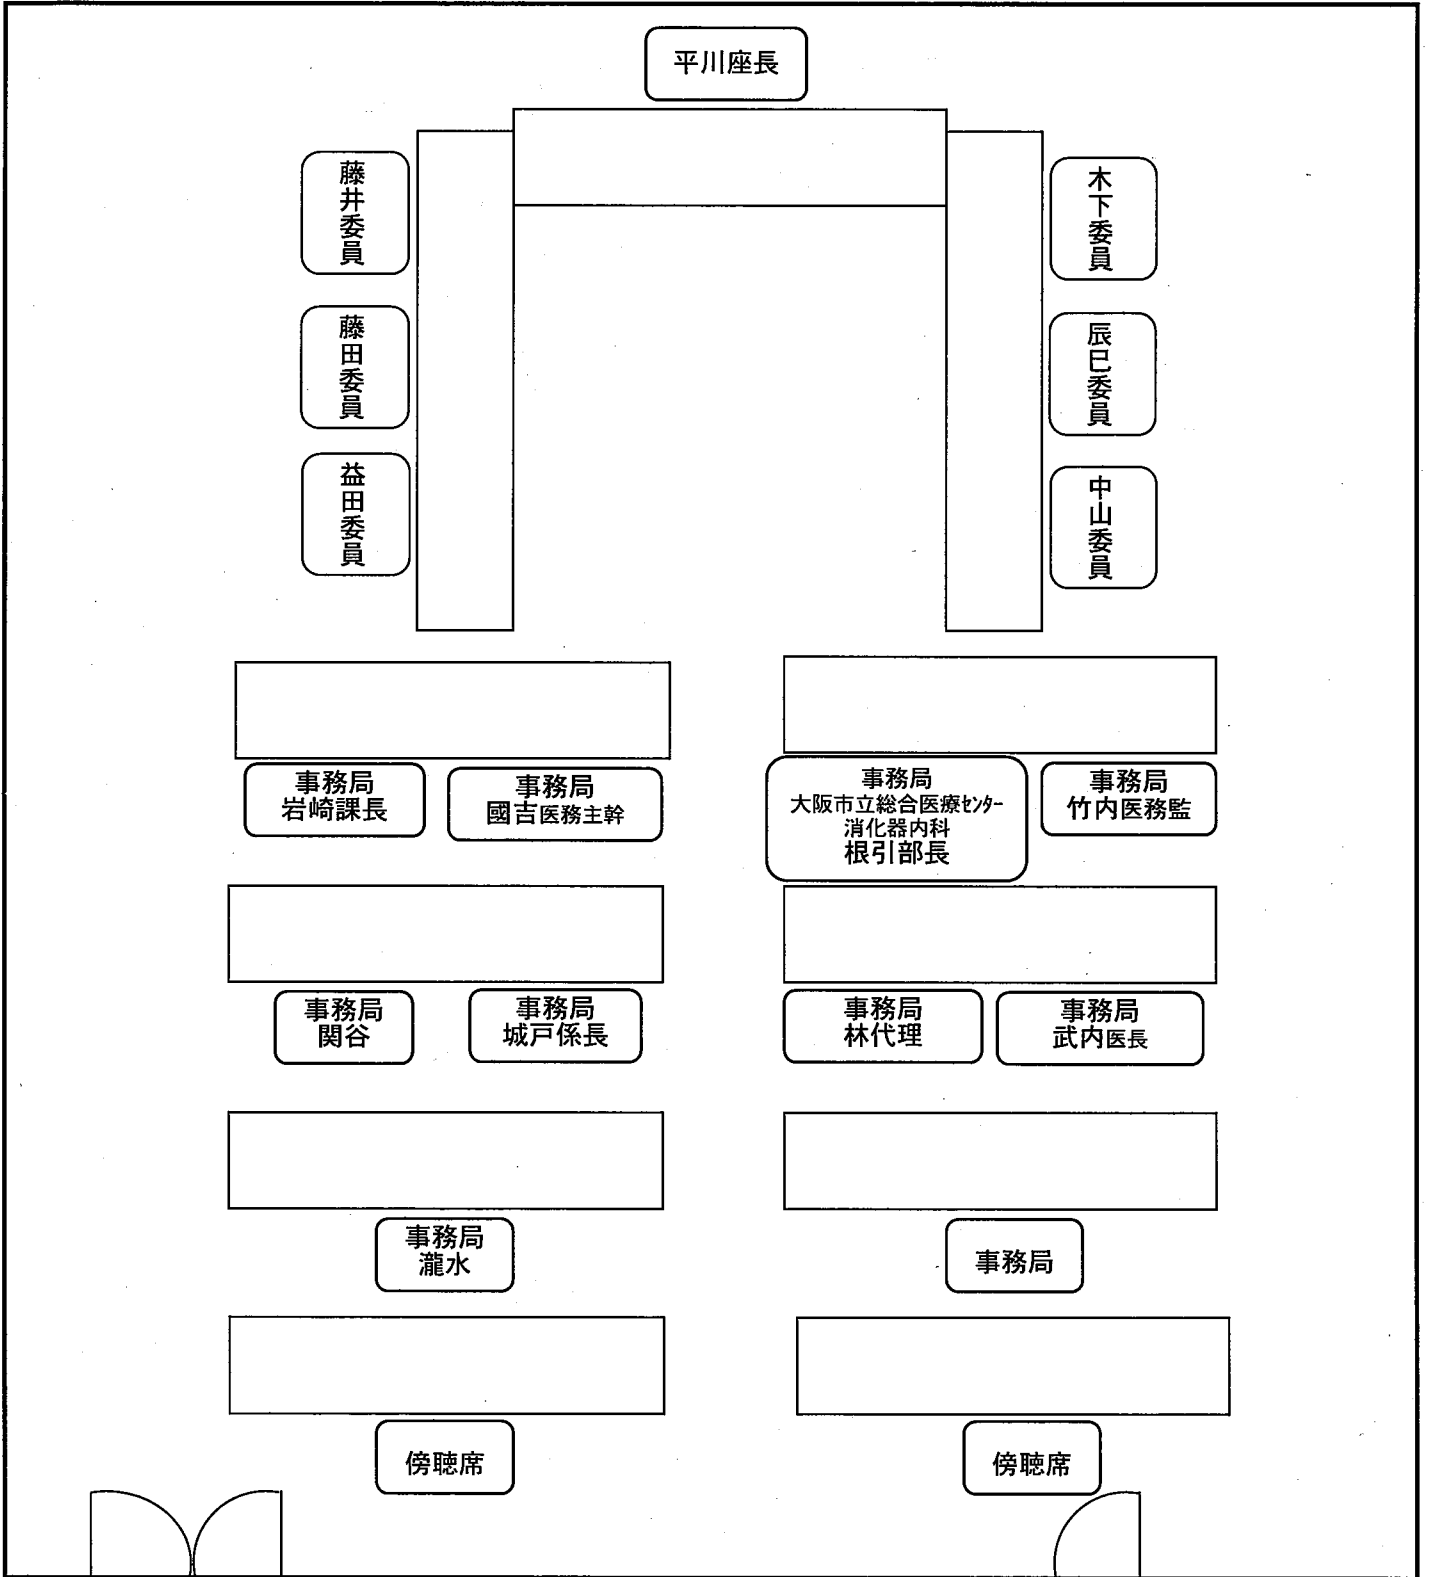 平川座長
藤井委員
木下委員
藤田委員
辰巳委員
益田委員
中山委員
事務局
岩崎課長
事務局
國吉医務主幹
事務局
大阪市立総合医療ｾﾝﾀｰ
消化器内科
根引部長
事務局
竹内医務監
事務局
関谷
事務局
城戸係長
事務局
林代理
事務局
武内医長
事務局
瀧水
事務局
傍聴席
傍聴席